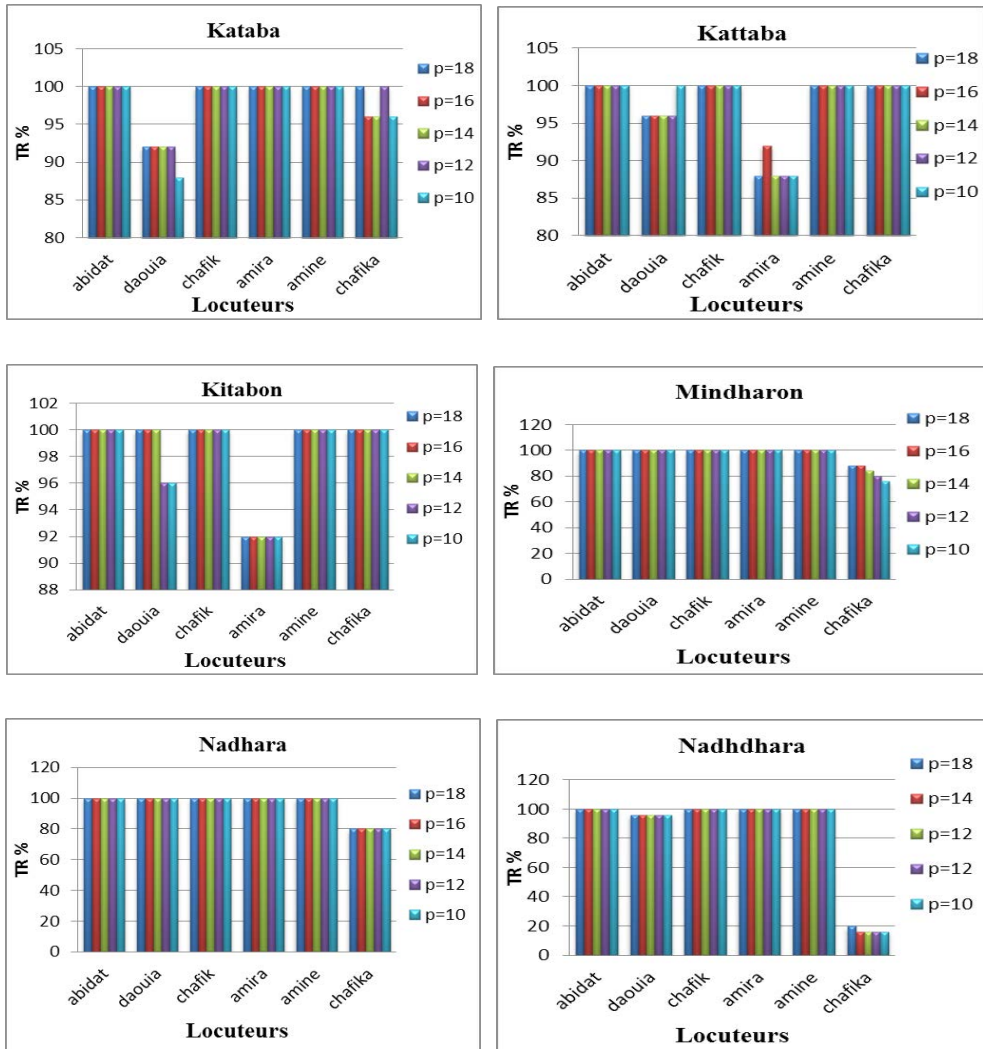 Kataba
105
100
95
90
85
80
TR %
abidat
daouia
chafik
amira
amine
chafika
Locuteurs
p=18
p=16
p=14
p=12
p=10
Kattaba
105
100
95
90
85
80
TR %
abidat
daouia
chafik
amira
amine
chafika
Locuteurs
p=18
p=16
p=14
p=12
p=10
Kitabon
102
100
98
96
94
92
90
88
TR %
abidat
daouia
chafik
amira
amine
chafika
Locuteurs
p=18
p=16
p=14
p=12
p=10
Mindharon
120
100
80
60
40
20
0
TR %
abidat
daouia
chafik
amira
amine
chafika
Locuteurs
p=18
p=16
p=14
p=12
p=10
Nadhara
120
100
80
60
40
20
0
TR %
abidat
daouia
chafik
amira
amine
chafika
Locuteurs
p=18
p=16
p=14
p=12
p=10
Nadhdhara
120
100
80
60
40
20
0
TR %
abidat
daouia
chafik
amira
amine
chafika
Locuteurs
p=18
p=14
p=12
p=12
p=10